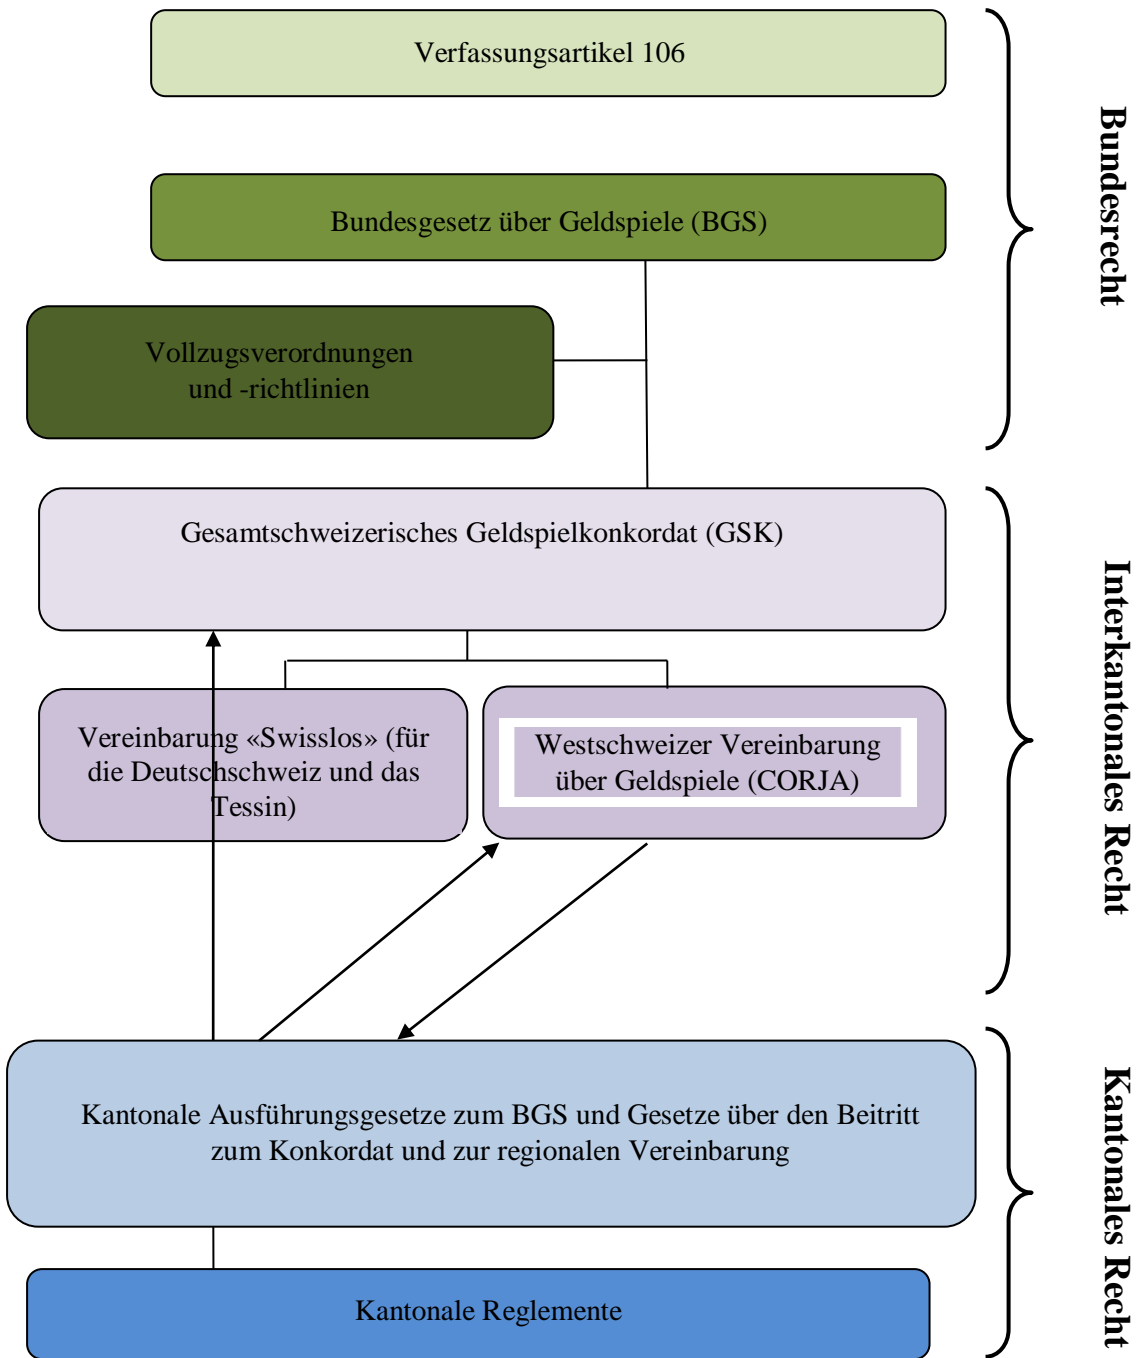 Verfassungsartikel 106
Bundesgesetz über Geldspiele (BGS)
Vollzugsverordnungen
und -richtlinien
Bundesrecht
Gesamtschweizerisches Geldspielkonkordat (GSK)
Vereinbarung «Swisslos» (für
die Deutschschweiz und das
Tessin)
Westschweizer Vereinbarung
über Geldspiele (CORJA)
Interkantonales Recht
Kantonale Ausführungsgesetze zum BGS und Gesetze über den Beitritt
zum Konkordat und zur regionalen Vereinbarung
Kantonale Reglemente
Kantonales Recht